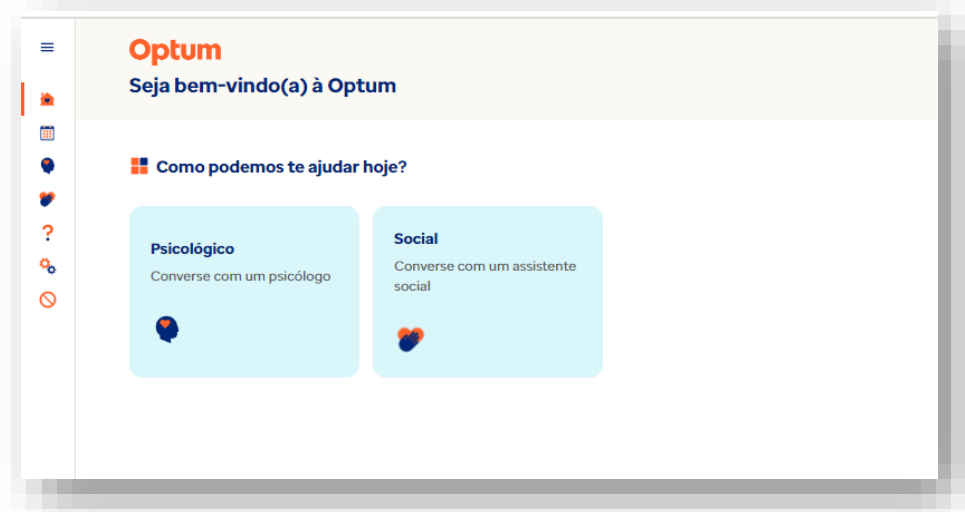 Optum
Seja bem-vindo(a) à Optum
Como podemos te ajudar hoje?
Psicológico
Converse com um psicólogo
Social
Converse com um assistente
social